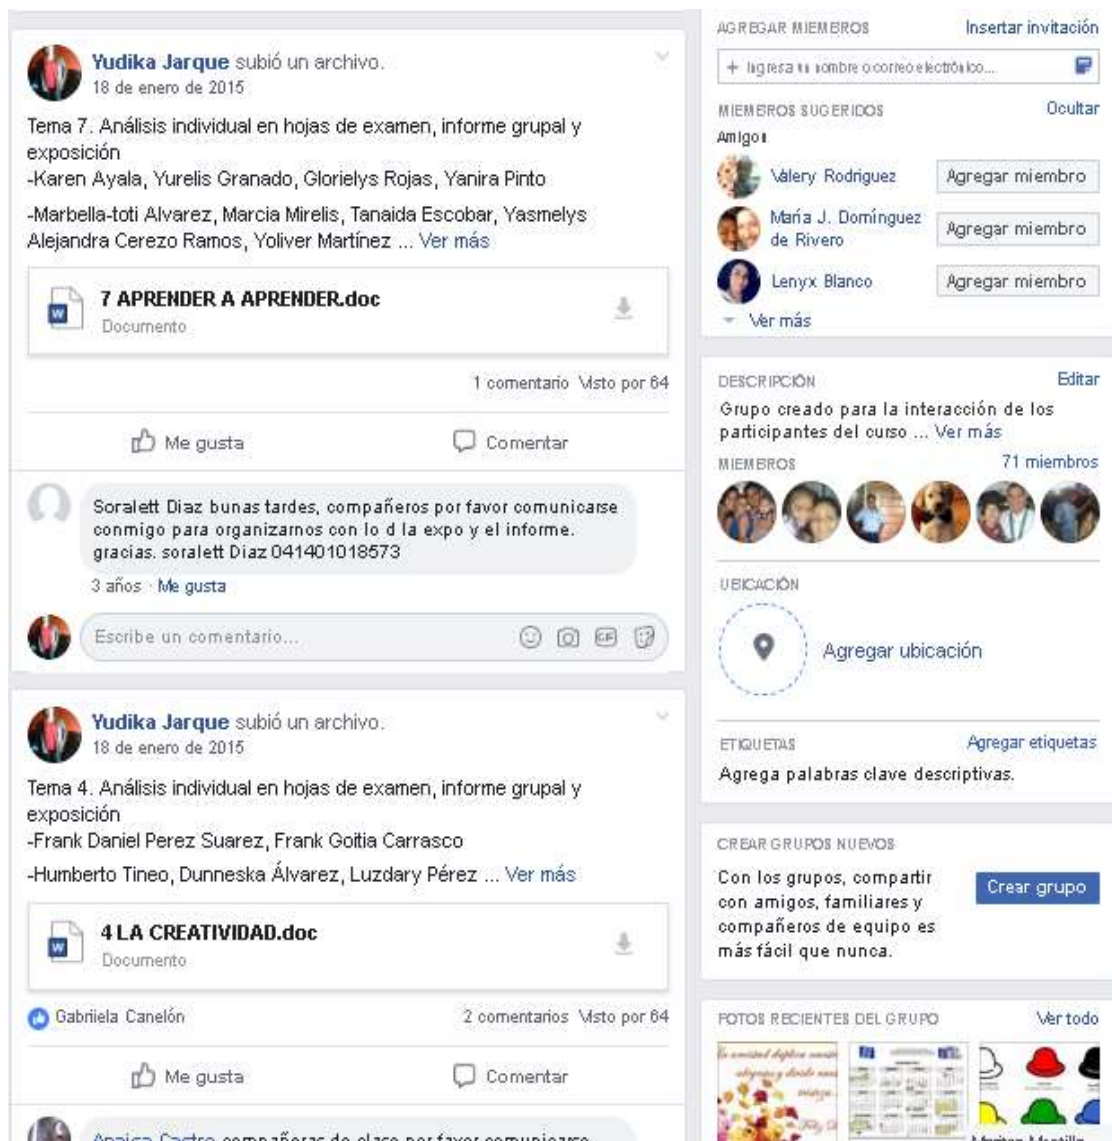 Yudika Jarque subió un archivo.
18 de enero de 2015
Tema 7. Análisis individual en hojas de examen, informe grupal y
exposición
-Karen Ayala, Yurelis Granado, Glorielys Rojas, Yanira Pinto
-Marbella-toti Alvarez, Marcia Mirelis, Tanaida Escobar, Yasmelys
Alejandra Cerezo Ramos, Yoliver Martínez ... Ver más
7 APRENDER A APRENDER.doc
Documento
1 comentario Visto por 64
Me gusta
Comentar
Soralett Diaz bunas tardes, compañeros por favor comunicarse
conmigo para organizarnos con lo d la expo y el informe.
gracias. soralett Diaz 041401018573
3 años · Me gusta
Escribe un comentario...
GIF
Yudika Jarque subió un archivo.
18 de enero de 2015
Tema 4. Análisis individual en hojas de examen, informe grupal y
exposición
-Frank Daniel Perez Suarez, Frank Goitia Carrasco
-Humberto Tineo, Dunneska Álvarez, Luzdary Pérez ... Ver más
4 LA CREATIVIDAD.doc
Documento
Gabriiela Canelón
2 comentarios Visto por 64
Me gusta
Comentar
Anaisa Castro compañeras de clase por favor comunicarse
AGREGAR MIEMBROS
Insertar invitación
+ Ingresa un nombre o correo electrónico...
MIEMBROS SUGERIDOS
Ocultar
Amigos
Valery Rodriguez
Agregar miembro
María J. Domínguez
de Rivero
Agregar miembro
Lenyx Blanco
Agregar miembro
Ver más
DESCRIPCIÓN
Editar
Grupo creado para la interacción de los
participantes del curso ... Ver más
MIEMBROS
71 miembros
UBICACIÓN
Agregar ubicación
ETIQUETAS
Agregar etiquetas
Agrega palabras clave descriptivas.
CREAR GRUPOS NUEVOS
Con los grupos, compartir
con amigos, familiares y
compañeros de equipo es
más fácil que nunca.
Crear grupo
FOTOS RECIENTES DEL GRUPO
Ver todo